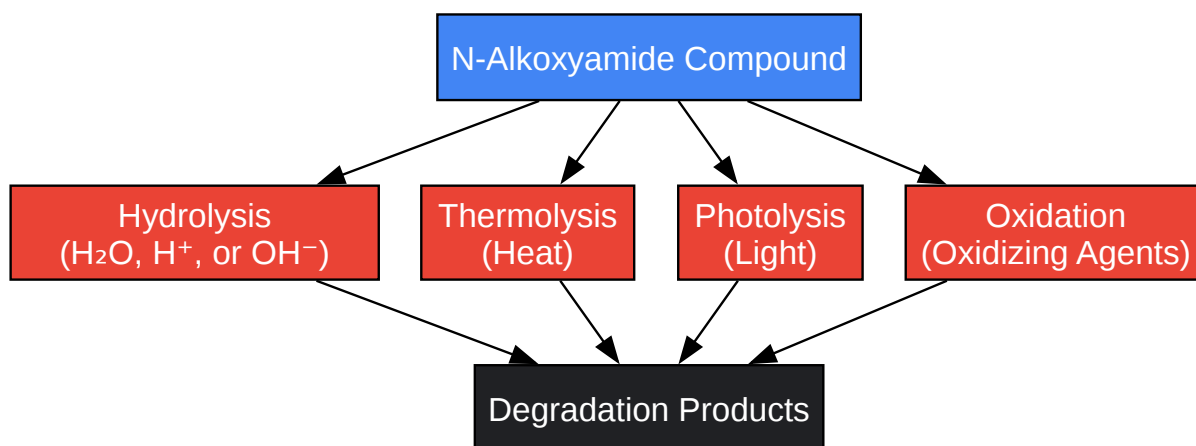 N-Alkoxyamide Compound
Hydrolysis
(H₂O, H⁺, or OH⁻)
Thermolysis
(Heat)
Photolysis
(Light)
Oxidation
(Oxidizing Agents)
Degradation Products